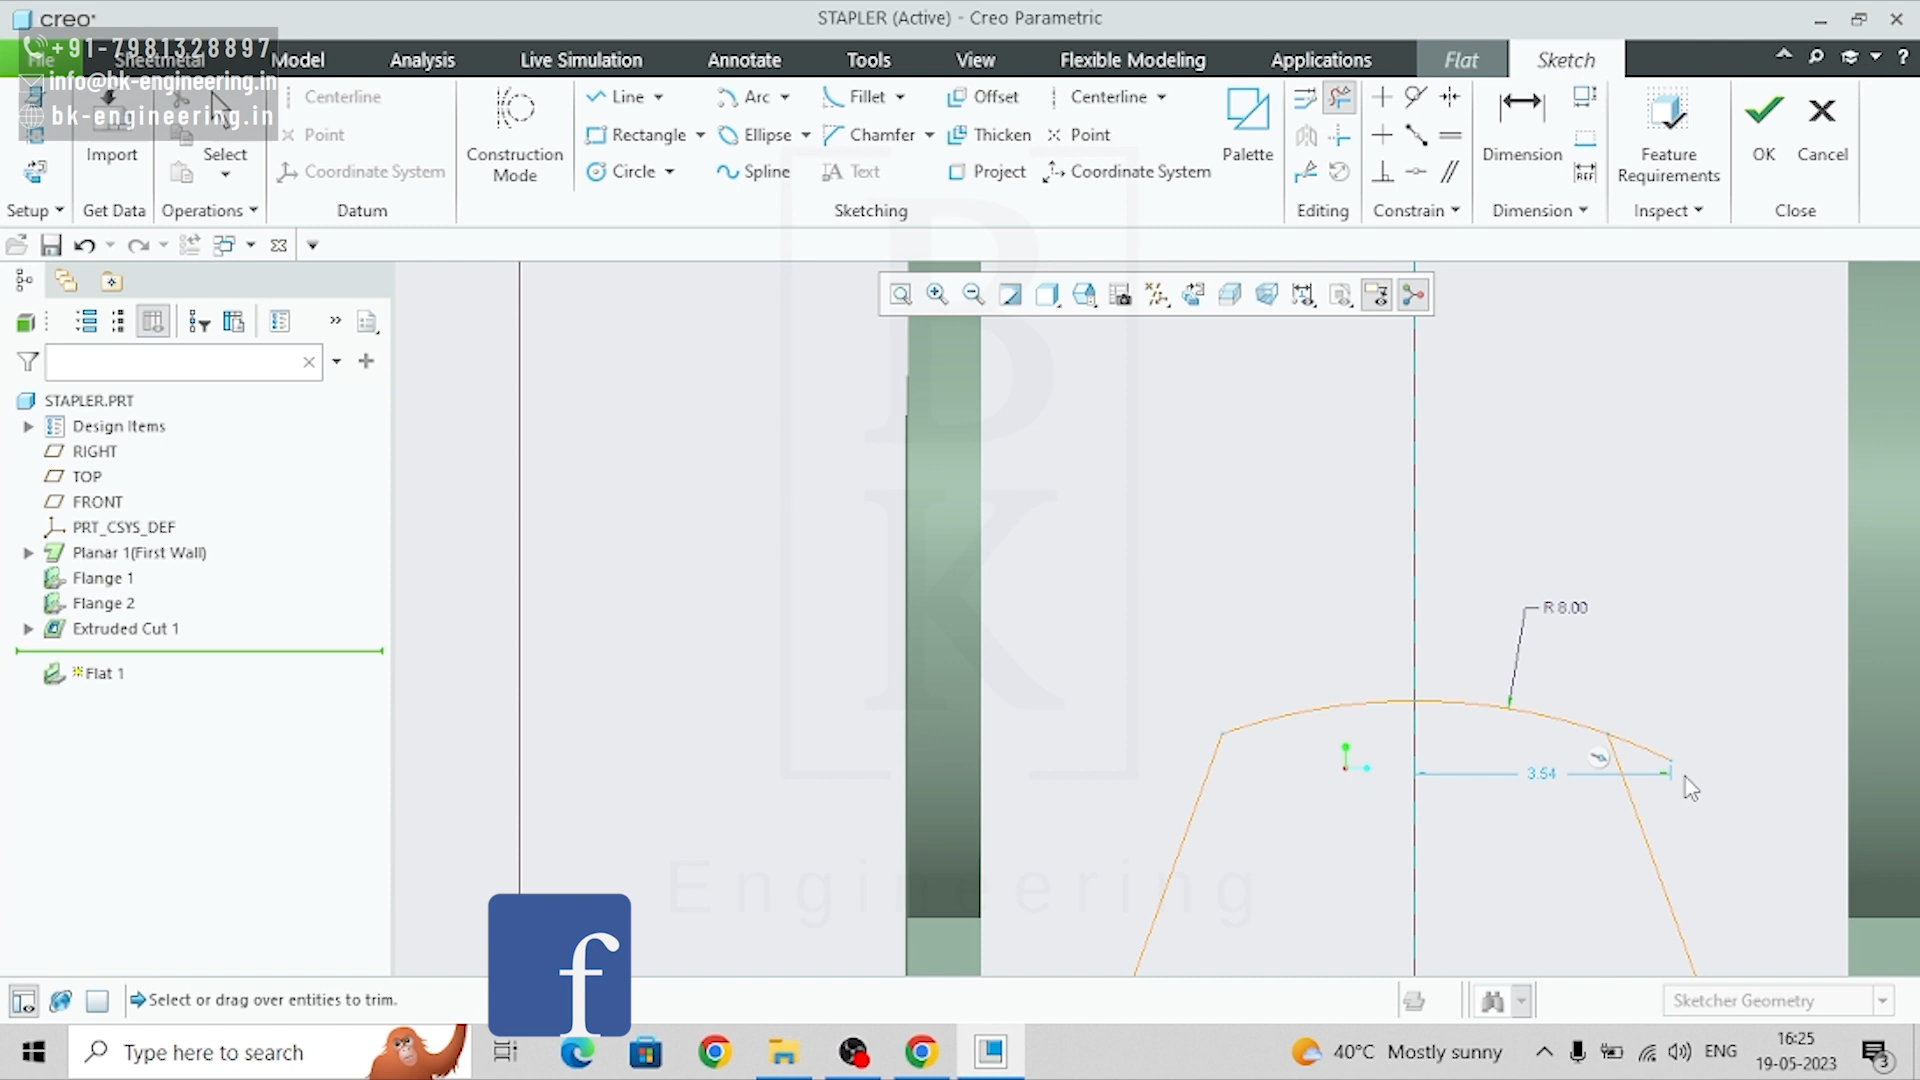 creo
STAPLER (Active) - Creo Parametric
+91-7981328897
info@bk-engineering.in
bk-engineering.in
File
Sheetmetal
Model
Analysis
Live Simulation
Annotate
Tools
View
Flexible Modeling
Applications
Flat
Sketch
Import
Select
Centerline
Point
Coordinate System
Construction Mode
Line
Arc
Fillet
Offset
Centerline
Rectangle
Ellipse
Chamfer
Thicken
Point
Circle
Spline
Text
Project
Coordinate System
Palette
Dimension
REF
Feature Requirements
OK
Cancel
Setup
Get Data
Operations
Datum
Sketching
Editing
Constrain
Dimension
Inspect
Close
STAPLER.PRT
Design Items
RIGHT
TOP
FRONT
PRT_CSYS_DEF
Planar 1(First Wall)
Flange 1
Flange 2
Extruded Cut 1
Flat 1
BK
Engineering
R 8.00
3.54
f
Select or drag over entities to trim.
Sketcher Geometry
Type here to search
40°C Mostly sunny
ENG
16:25
19-05-2023
3